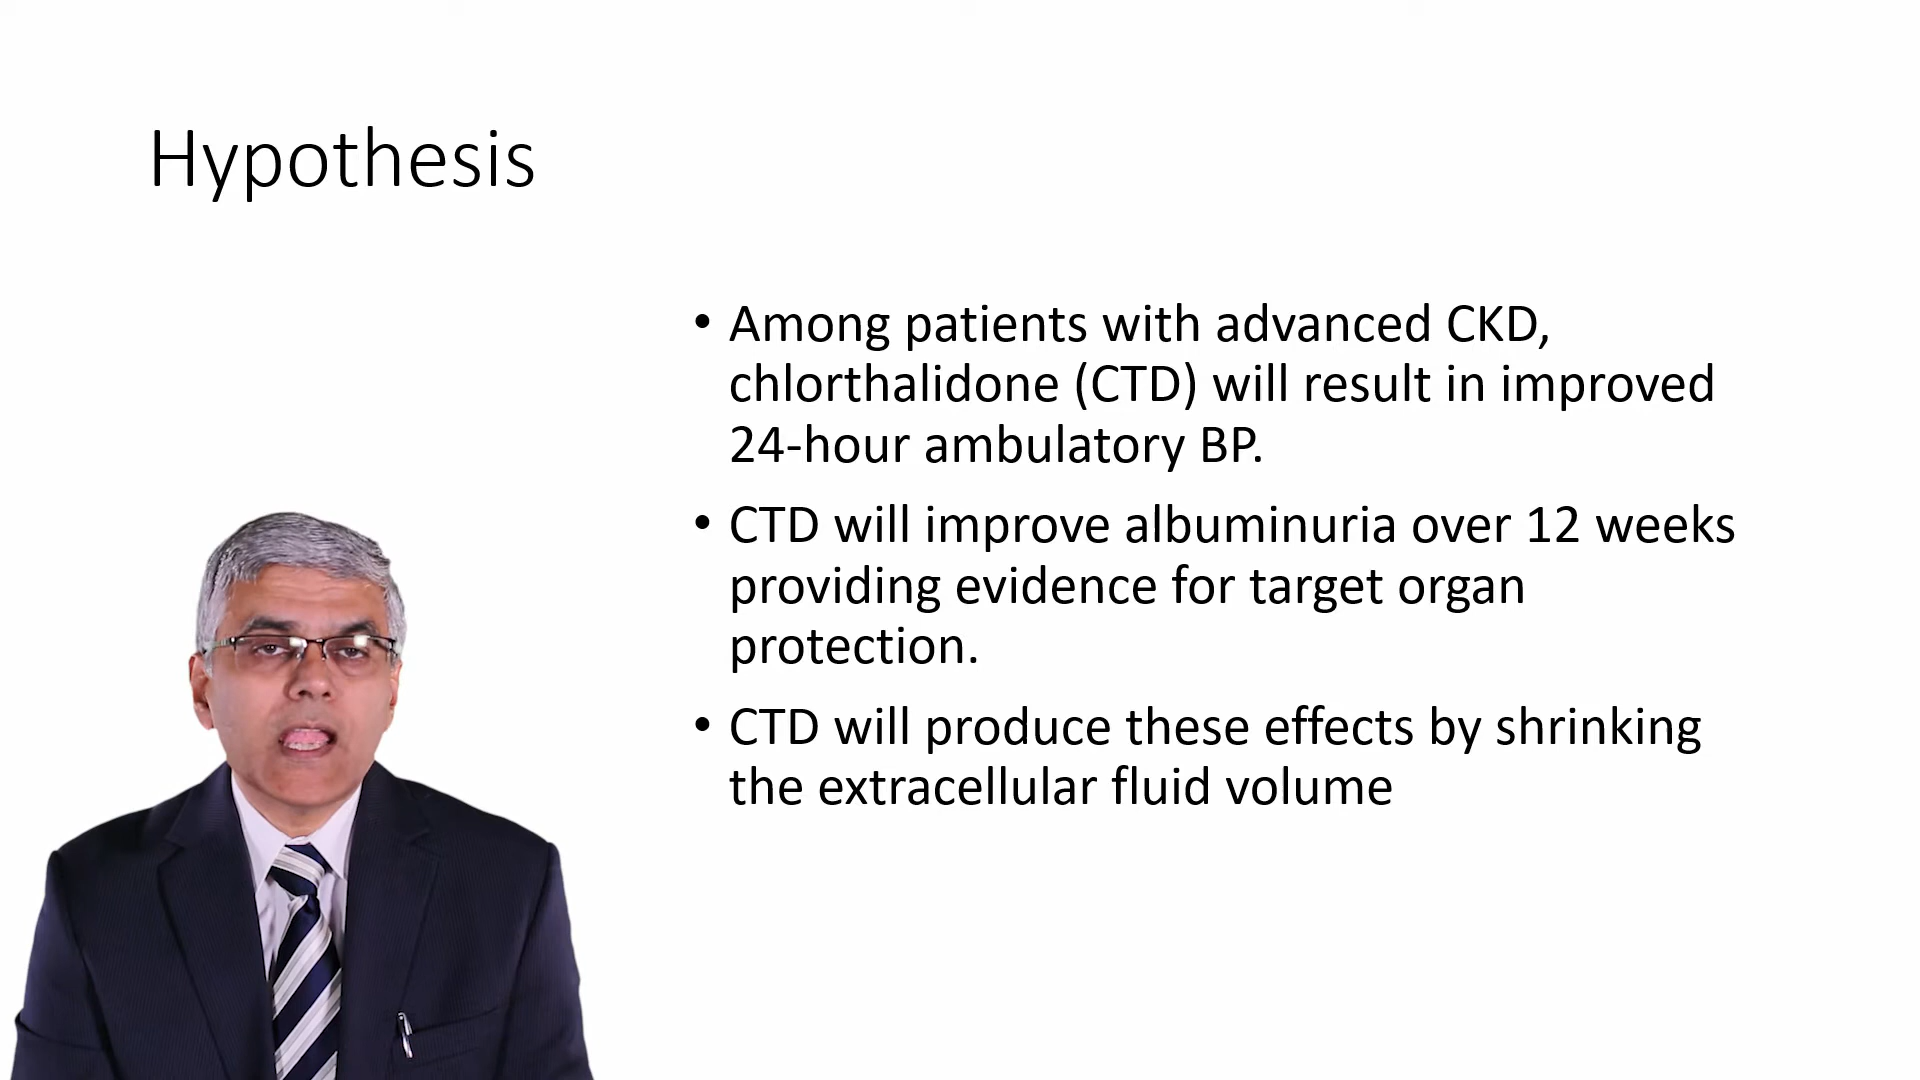 Hypothesis
• Among patients with advanced CKD,
chlorthalidone (CTD) will result in improved
24-hour ambulatory BP.
• CTD will improve albuminuria over 12 weeks
providing evidence for target organ
protection.
• CTD will produce these effects by shrinking
the extracellular fluid volume